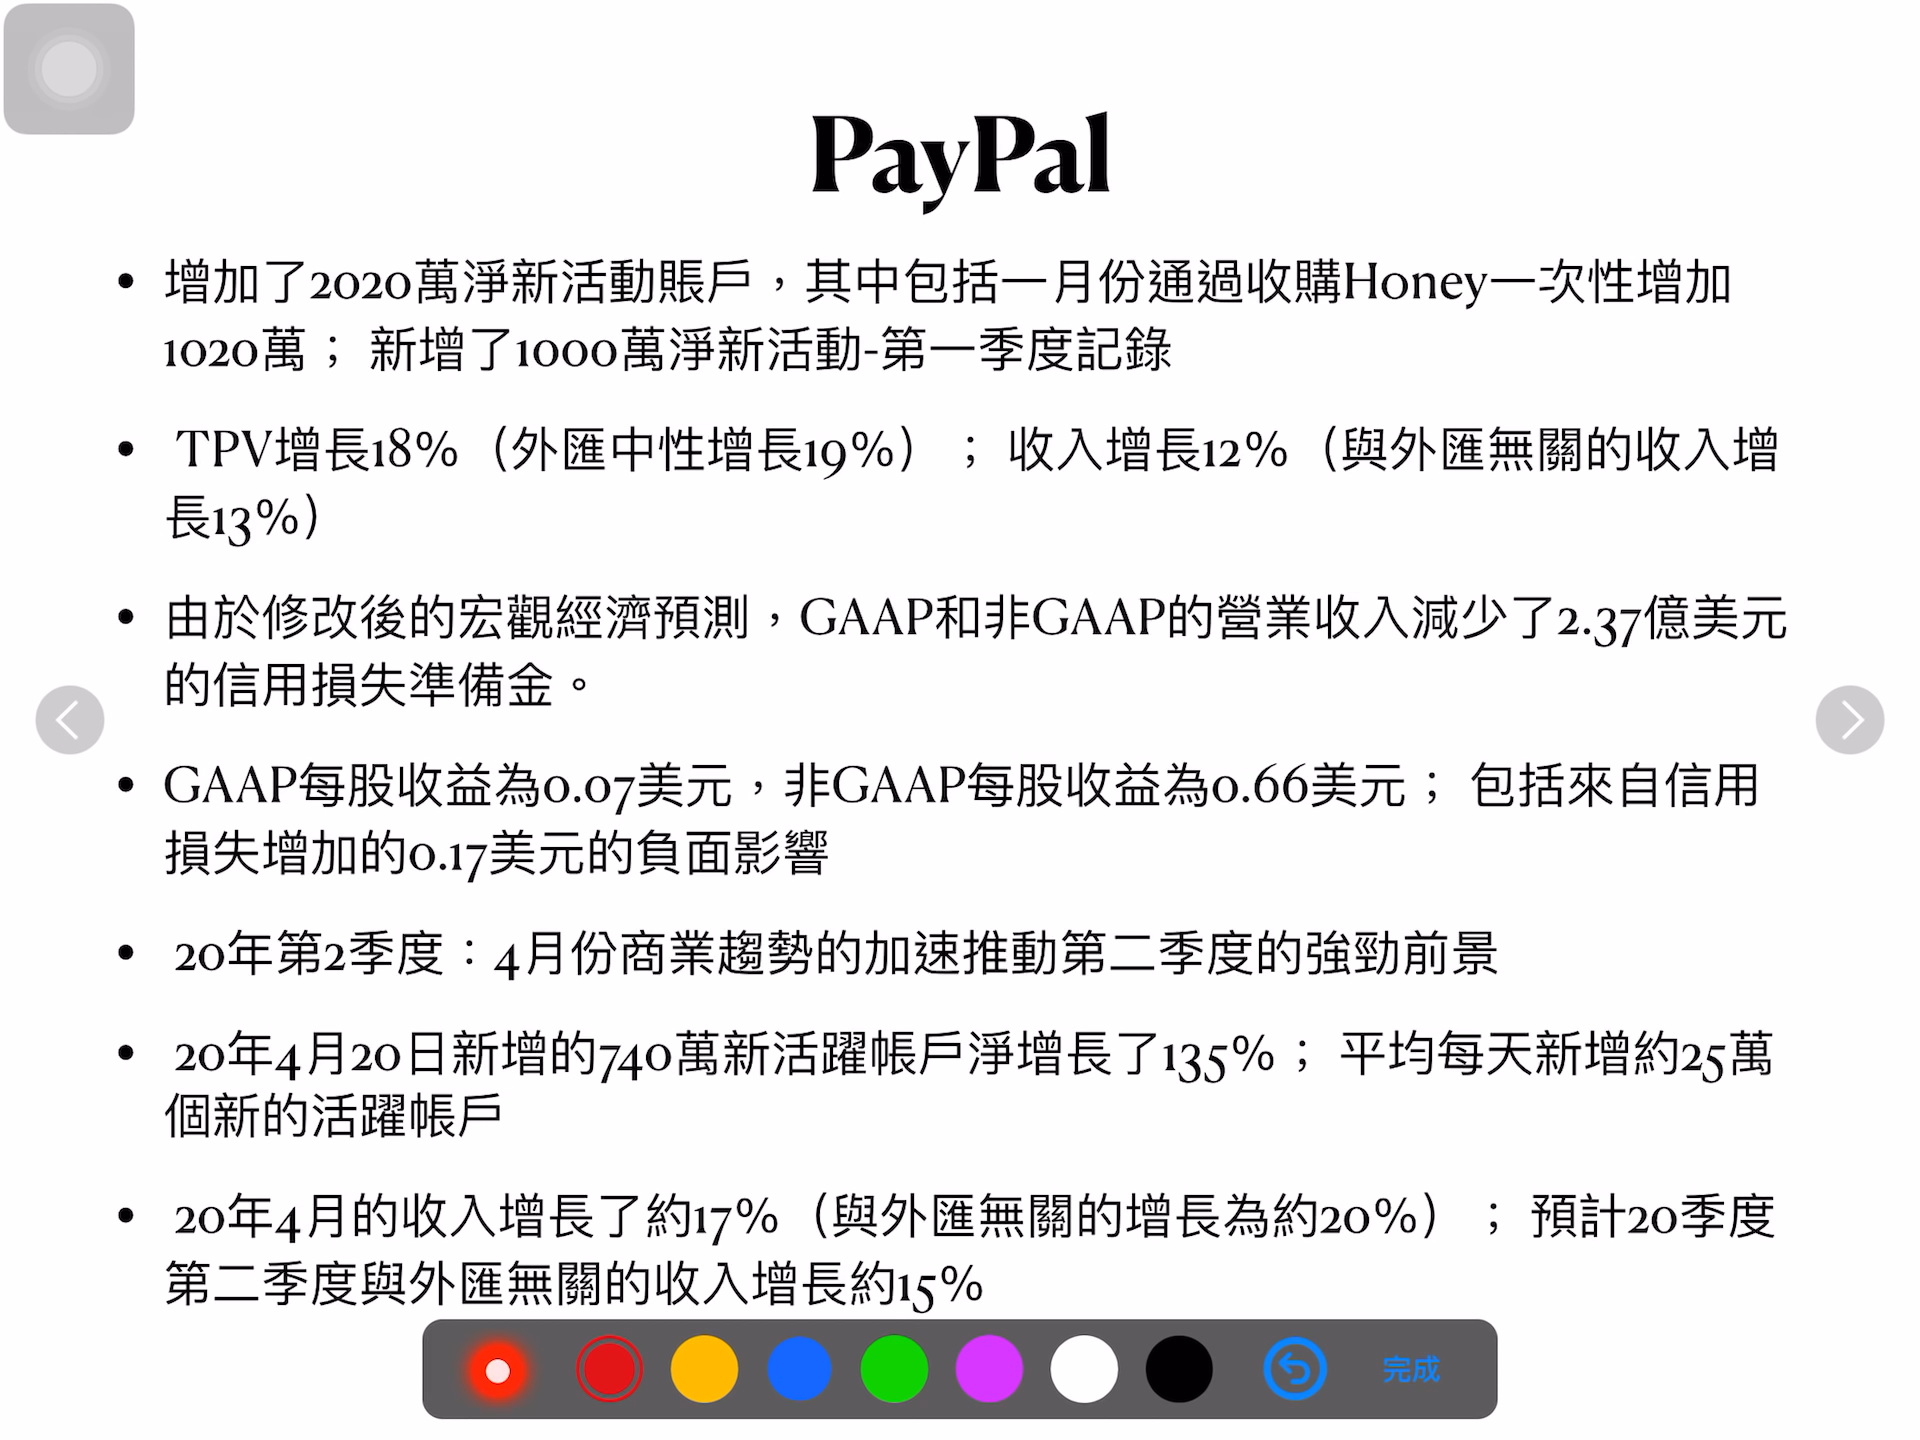 PayPal
• 增加了2020萬淨新活動賬戶，其中包括一月份通過收購Honey一次性增加
1020萬； 新增了1000萬淨新活動-第一季度記錄
• TPV增長18%（外匯中性增長19%）； 收入增長12%（與外匯無關的收入增
長13%）
• 由於修改後的宏觀經濟預測，GAAP和非GAAP的營業收入減少了2.37億美元
的信用損失準備金。
• GAAP每股收益為0.07美元，非GAAP每股收益為0.66美元； 包括來自信用
損失增加的0.17美元的負面影響
• 20年第2季度：4月份商業趨勢的加速推動第二季度的強勁前景
• 20年4月20日新增的740萬新活躍帳戶淨增長了135%； 平均每天新增約25萬
個新的活躍帳戶
• 20年4月的收入增長了約17%（與外匯無關的增長為約20%）； 預計20季度
第二季度與外匯無關的收入增長約15%
完成